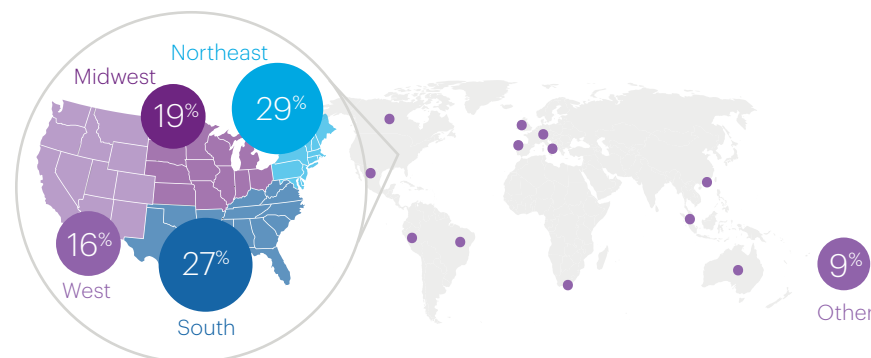 Northeast
29%
Midwest
19%
16%
West
27%
South
9%
Other